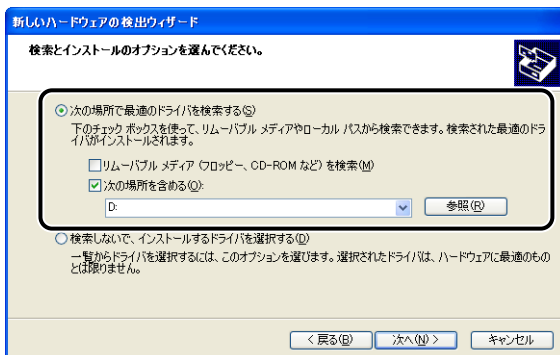 新しいハードウェアの検出ウィザード
検索とインストールのオプションを選んでください。
次の場所で最適のドライバを検索する(S)
下のチェック ボックスを使って、リムーバブル メディアやローカル パスから検索できます。検索された最適のドラ
イバがインストールされます。
リムーバブル メディア (フロッピー、CD-ROM など) を検索(M)
次の場所を含める(O):
D:
参照(R)
検索しないで、インストールするドライバを選択する(D)
一覧からドライバを選択するには、このオプションを選びます。選択されたドライバは、ハードウェアに最適のもの
とは限りません。
< 戻る(B)
次へ(N) >
キャンセル